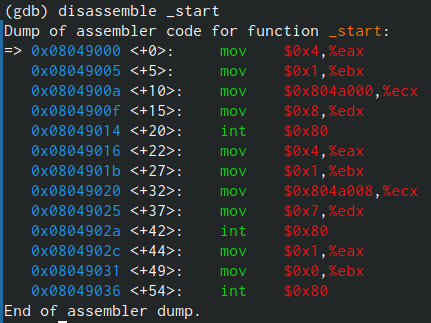 (gdb) disassemble _start
Dump of assembler code for function _start:
=> 0x08049000 <+0>:	mov    $0x4,%eax
   0x08049005 <+5>:	mov    $0x1,%ebx
   0x0804900a <+10>:	mov    $0x804a000,%ecx
   0x0804900f <+15>:	mov    $0x8,%edx
   0x08049014 <+20>:	int    $0x80
   0x08049016 <+22>:	mov    $0x4,%eax
   0x0804901b <+27>:	mov    $0x1,%ebx
   0x08049020 <+32>:	mov    $0x804a008,%ecx
   0x08049025 <+37>:	mov    $0x7,%edx
   0x0804902a <+42>:	int    $0x80
   0x0804902c <+44>:	mov    $0x1,%eax
   0x08049031 <+49>:	mov    $0x0,%ebx
   0x08049036 <+54>:	int    $0x80
End of assembler dump.